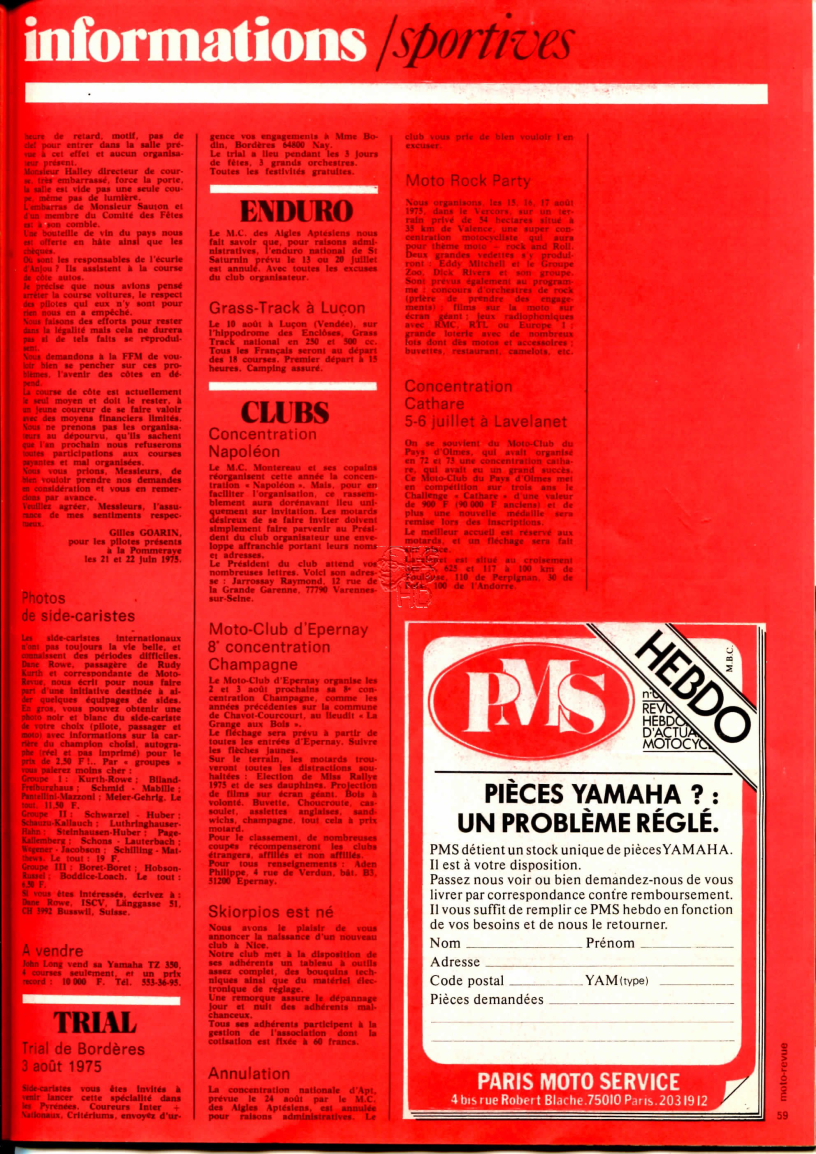 informations /sportives
heure de retard, motif, pas de
pour entrer dans la salle pré-
vue à cet effet et aucun organisa-
teur présent.
Monsieur Halley directeur de cour-
se, très embarrassé, force la porte,
la salle est vide pas une seule cou-
pe, même pas de lumière.
L'embarras de Monsieur Sauzon et
d'un membre du Comité des Fêtes
est à son comble.
Une bouteille de vin du pays nous
est offerte en hâte ainsi que les
chèques.
Où sont les responsables de l'écurie
d'Anjou ? Ils assistent à la course
de côte autos.
Je précise que nous avions pensé
arrêter la course voitures, le respect
des pilotes qui eux n'y sont pour
rien nous en a empêché.
Nous faisons des efforts pour rester
dans la légalité mais cela ne durera
pas si de tels faits se reprodui-
sent.
Nous demandons à la FFM de vou-
loir bien se pencher sur ces pro-
blèmes, l'avenir des côtes en dé-
pend.
La course de côte est actuellement
le seul moyen et doit le rester, à
un jeune coureur de se faire valoir
avec des moyens financiers limités.
Nous ne prenons pas les organisa-
teurs au dépourvu, qu'ils sachent
que l'an prochain nous refuserons
toutes participations aux courses
payantes et mal organisées.
Nous vous prions, Messieurs, de
bien vouloir prendre nos demandes
en considération et vous en remer-
cions par avance.
Veuillez agréer, Messieurs, l'assu-
rance de mes sentiments respec-
tueux.
Gilles GOARIN,
pour les pilotes présents
à la Pommeraye
les 21 et 22 juin 1975.
Photos
de side-caristes
Les side-caristes internationaux
n'ont pas toujours la vie belle, et
connaissent des périodes difficiles.
Dane Rowe, passagère de Rudy
Kurth et correspondante de Moto-
Revue, nous écrit pour nous faire
part d'une initiative destinée à ai-
der quelques équipages de sides.
En gros, vous pouvez obtenir une
photo noir et blanc du side-cariste
de votre choix (pilote, passager et
moto) avec informations sur la car-
rière du champion choisi, autogra-
phe (réel et pas imprimé) pour le
prix de 2,50 F !.. Par « groupes »
vous paierez moins cher :
Groupe I : Kurth-Rowe ; Biland-
Freiburghaus ; Schmid - Mabille ;
Pantellini-Mazzoni ; Meier-Gehrig. Le
tout. 11,50 F.
Groupe II : Schwarzel - Huber ;
Schauzu-Kallauch ; Luthringhauser-
Hahn ; Steinhausen-Huber ; Page-
Kallemberg ; Schons - Lauterbach ;
Wegener - Jacobson ; Schilling - Mat-
thews. Le tout : 19 F.
Groupe III : Boret-Boret ; Hobson-
Russel ; Boddice-Loach. Le tout :
6,50 F.
Si vous êtes intéressés, écrivez à :
Dane Rowe, ISCV, Länggasse 51,
CH 3292 Busswil, Suisse.
A vendre
John Long vend sa Yamaha TZ 350,
4 courses seulement, et un prix
record : 10 000 F. Tél. 553-36-95.
TRIAL
Trial de Bordères
3 août 1975
Side-caristes vous êtes invités à
venir lancer cette spécialité dans
les Pyrénées. Coureurs Inter +
Nationaux, Critériums, envoyez d'ur-
gence vos engagements à Mme Bo-
din, Bordères 64800 Nay.
Le trial a lieu pendant les 3 jours
de fêtes, 3 grands orchestres.
Toutes les festivités gratuites.
ENDURO
Le M.C. des Aigles Aptésiens nous
fait savoir que, pour raisons admi-
nistratives, l'enduro national de St
Saturnin prévu le 13 ou 20 juillet
est annulé. Avec toutes les excuses
du club organisateur.
Grass-Track à Luçon
Le 10 août à Luçon (Vendée), sur
l'hippodrome des Enclôses, Grass
Track national en 250 et 500 cc.
Tous les Français seront au départ
des 18 courses. Premier départ à 15
heures. Camping assuré.
CLUBS
Concentration
Napoléon
Le M.C. Montereau et ses copains
réorganisent cette année la concen-
tration « Napoléon ». Mais, pour en
faciliter l'organisation, ce rassem-
blement aura dorénavant lieu uni-
quement sur invitation. Les motards
désireux de se faire inviter doivent
simplement faire parvenir au Prési-
dent du club organisateur une enve-
loppe affranchie portant leurs noms
et adresses.
Le Président du club attend vos
nombreuses lettres. Voici son adres-
se : Jarrossay Raymond, 12 rue de
la Grande Garenne, 77790 Varennes-
sur-Seine.
Moto-Club d'Epernay
8° concentration
Champagne
Le Moto-Club d'Epernay organise les
2 et 3 août prochains sa 8e con-
centration Champagne, comme les
années précédentes sur la commune
de Chavot-Courcourt, au lieudit « La
Grange aux Bois ».
Le fléchage sera prévu à partir de
toutes les entrées d'Epernay. Suivre
les flèches jaunes.
Sur le terrain, les motards trou-
veront toutes les distractions sou-
haitées : Election de Miss Rallye
1975 et de ses dauphines. Projection
de films sur écran géant. Bois à
volonté. Buvette, Choucroute, cas-
soulet, assiettes anglaises, sand-
wichs, champagne, tout cela à prix
motard.
Pour le classement, de nombreuses
coupes récompenseront les clubs
étrangers, affiliés et non affiliés.
Pour tous renseignements : Aden
Philippe, 4 rue de Verdun, bât. B3,
51200 Epernay.
Skiorpios est né
Nous avons le plaisir de vous
annoncer la naissance d'un nouveau
club à Nice.
Notre club met à la disposition de
ses adhérents un tableau à outils
assez complet, des bouquins tech-
niques ainsi que du matériel élec-
tronique de réglage.
Une remorque assure le dépannage
jour et nuit des adhérents mal-
chanceux.
Tous ses adhérents participent à la
gestion de l'association dont la
cotisation est fixée à 60 francs.
Annulation
La concentration nationale d'Apt,
prévue le 24 août par le M.C.
des Aigles Aptésiens, est annulée
pour raisons administratives. Le
club vous prie de bien vouloir l'en
excuser.
Moto Rock Party
Nous organisons, les 15, 16, 17 août
1975, dans le Vercors, sur un ter-
rain privé de 54 hectares situé à
35 km de Valence, une super con-
centration motocycliste qui aura
pour thème moto + rock and Roll.
Deux grandes vedettes s'y produi-
ront : Eddy Mitchell et le Groupe
Zoo, Dick Rivers et son groupe.
Sont prévus également au program-
me : concours d'orchestres de rock
(prière de prendre des engage-
ments) ; films sur la moto sur
écran géant ; jeux radiophoniques
avec RMC, RTL, ou Europe 1 ;
grande loterie avec de nombreux
lots dont des motos et accessoires ;
buvettes, restaurant, camelots, etc.
Concentration
Cathare
5-6 juillet à Lavelanet
On se souvient du Moto-Club du
Pays d'Olmes, qui avait organisé
en 72 et 73 une concentration catha-
re, qui avait eu un grand succès.
Ce Moto-Club du Pays d'Olmes met
en compétition sur trois ans le
Challenge « Cathare » d'une valeur
de 900 F (90 000 F anciens) et de
plus une nouvelle médaille sera
remise lors des inscriptions.
Le meilleur accueil est réservé aux
motards, et un fléchage sera fait
sur place.
est situé au croisement
625 et 117 à 100 km de
Toulouse, 110 de Perpignan, 30 de
Foix, 100 de l'Andorre.
PMS
HEBDO
M.B.C.
REVUE
HEBDO
D'ACTUA
MOTOCYC
PIÈCES YAMAHA ? :
UN PROBLÈME RÉGLÉ.
PMS détient un stock unique de pièces YAMAHA.
Il est à votre disposition.
Passez nous voir ou bien demandez-nous de vous
livrer par correspondance contre remboursement.
Il vous suffit de remplir ce PMS hebdo en fonction
de vos besoins et de nous le retourner.
Nom Prénom
Adresse
Code postal YAM (type)
Pièces demandées
PARIS MOTO SERVICE
4 bis rue Robert Blache. 75010 Paris. 203 19 12
moto-revue
59